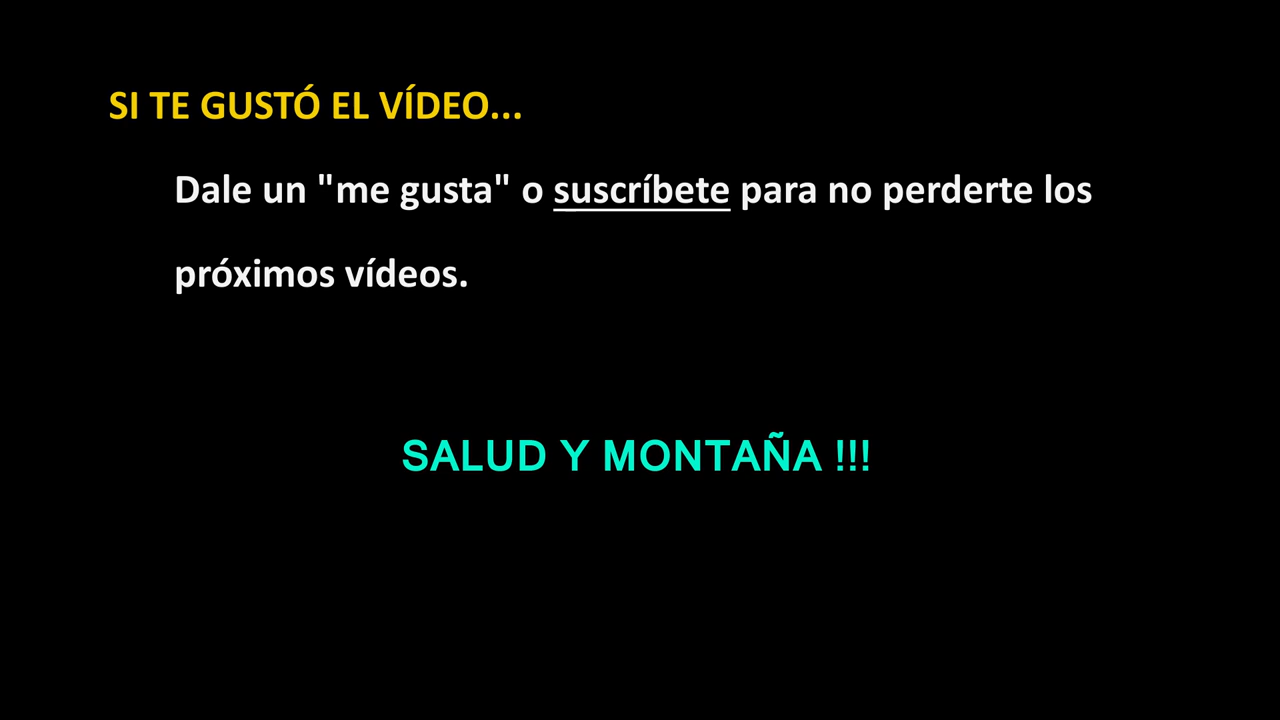 SI TE GUSTÓ EL VÍDEO...
Dale un "me gusta" o suscríbete para no perderte los
próximos vídeos.
SALUD Y MONTAÑA !!!